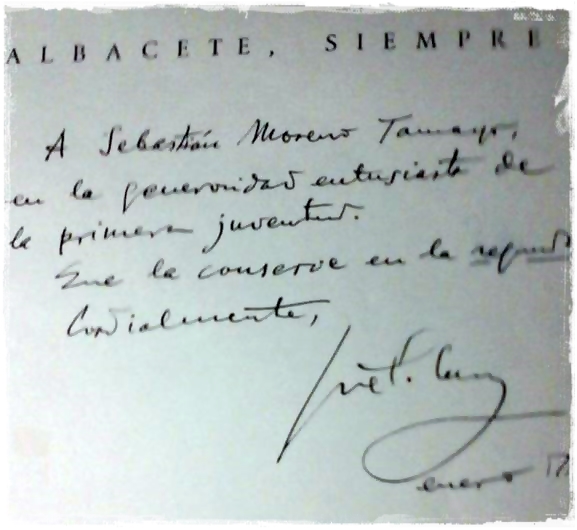 ALBACETE, SIEMPRE
A Sebastián Moreno Tamayo,
en la generosidad entusiasta de
la primera juventud.
Que la conserve en la segunda
Cordialmente,
enero